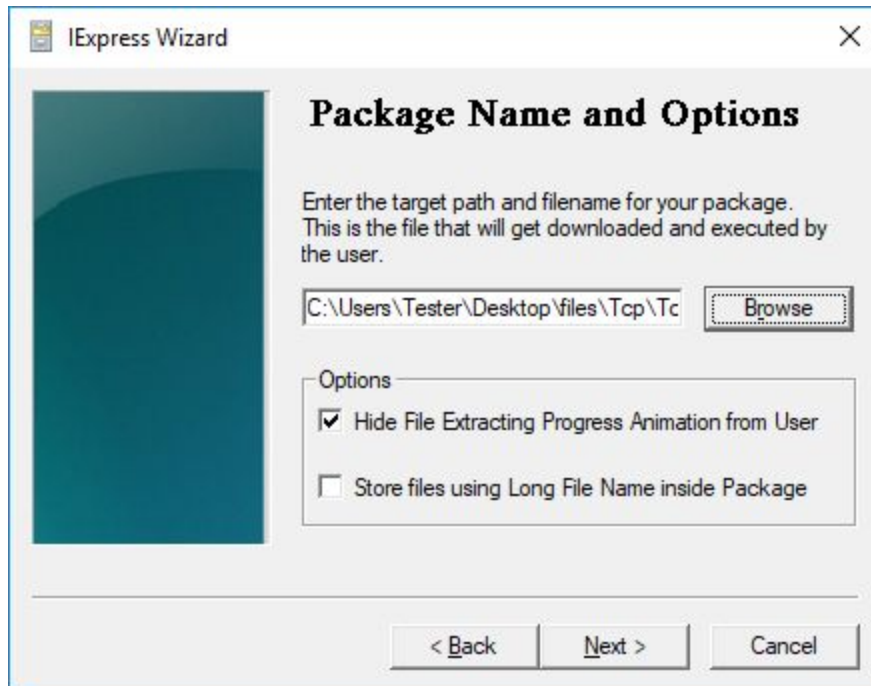 IExpress Wizard
Package Name and Options
Enter the target path and filename for your package.
This is the file that will get downloaded and executed by
the user.
C:\Users\Tester\Desktop\files\Tcp\Tc
Browse
Options
Hide File Extracting Progress Animation from User
Store files using Long File Name inside Package
< Back
Next >
Cancel